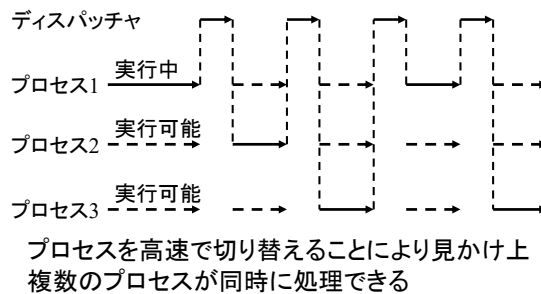 ディスパッチャ
実行中
プロセス1
実行可能
プロセス2
実行可能
プロセス3
プロセスを高速で切り替えることにより見かけ上
複数のプロセスが同時に処理できる